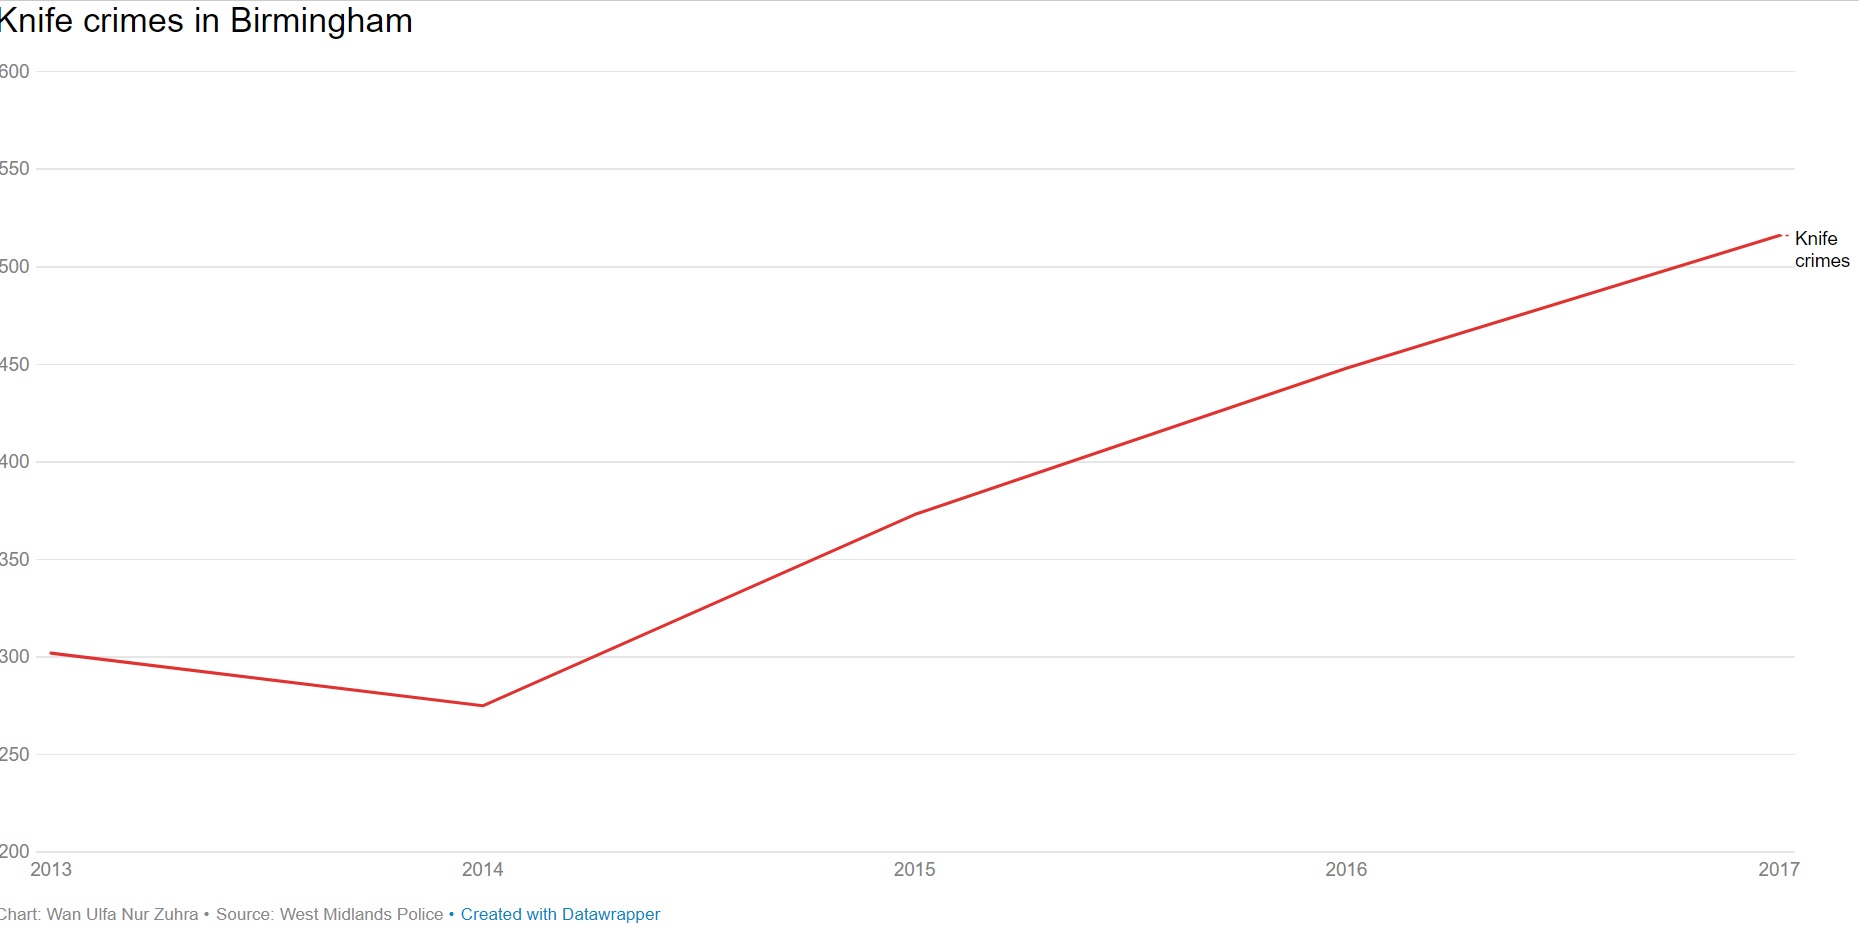 Knife crimes in Birmingham
600
550
Knife
crimes
500
450
400
350
300
250
200
2013 2014 2015 2016 2017
Chart: Wan Ulfa Nur Zuhra • Source: West Midlands Police • Created with Datawrapper